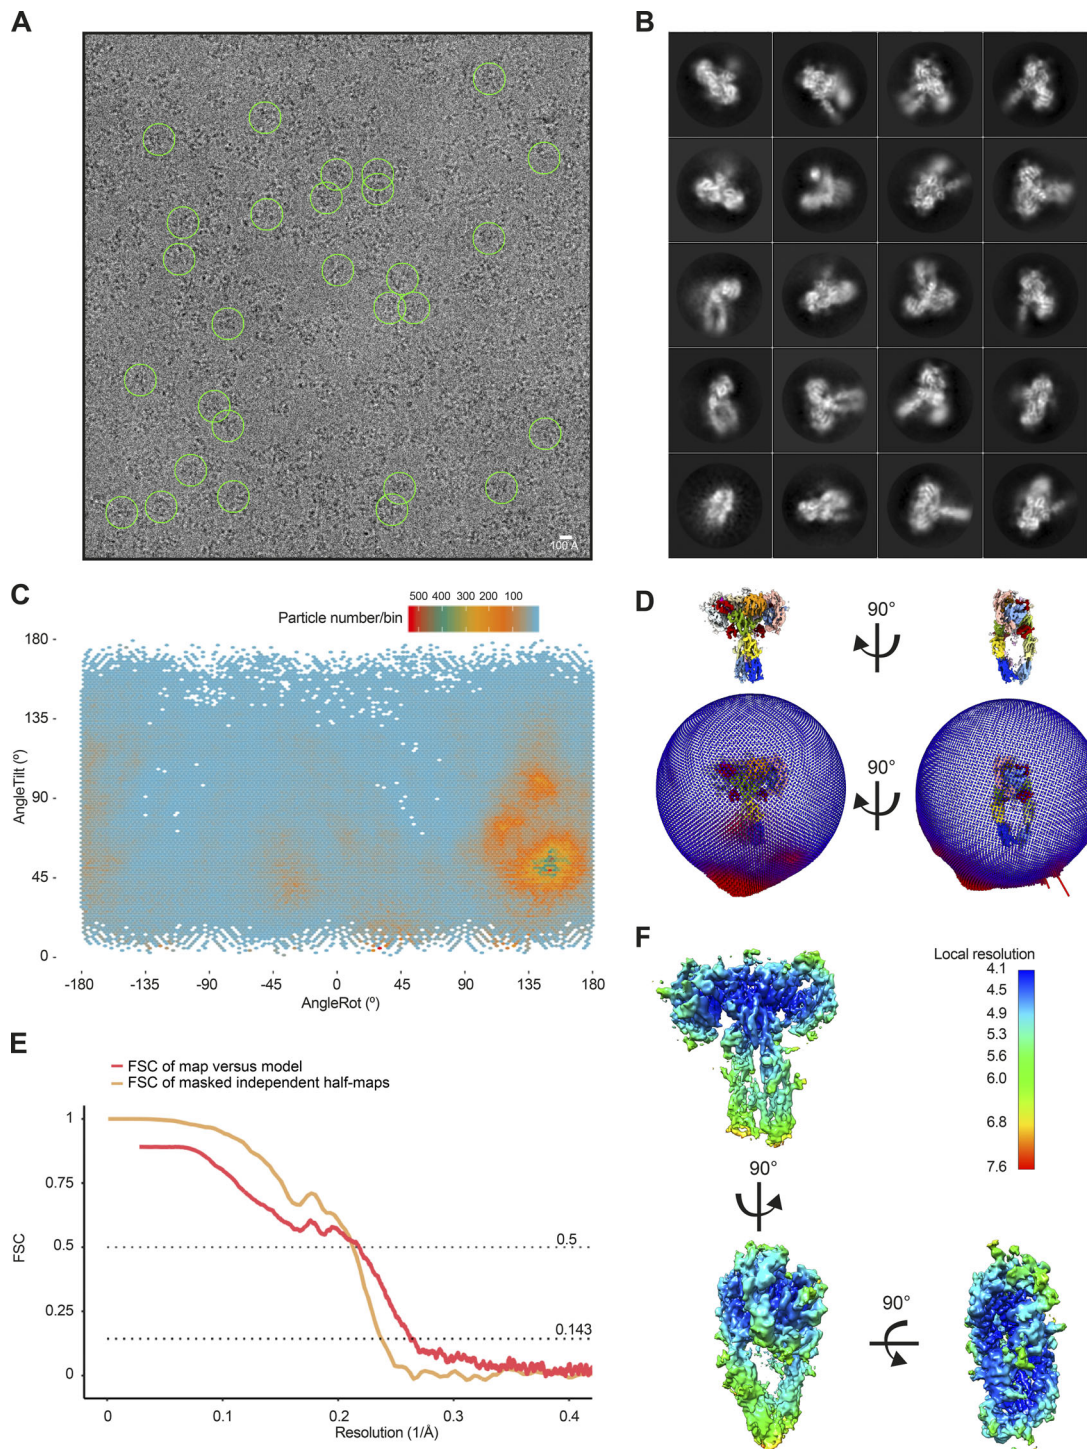 A
100 Å
B
C
Particle number/bin
500 400 300 200 100
180
135
90
45
0
AngleTilt (º)
-180 -135 -90 -45 0 45 90 135 180
AngleRot (º)
D
90°
90°
90°
E
FSC of map versus model
FSC of masked independent half-maps
1
0.75
0.5
0.25
0
FSC
0.5
0.143
0 0.1 0.2 0.3 0.4
Resolution (1/Å)
F
Local resolution
4.1
4.5
4.9
5.3
5.6
6.0
6.8
7.6
90°
90°